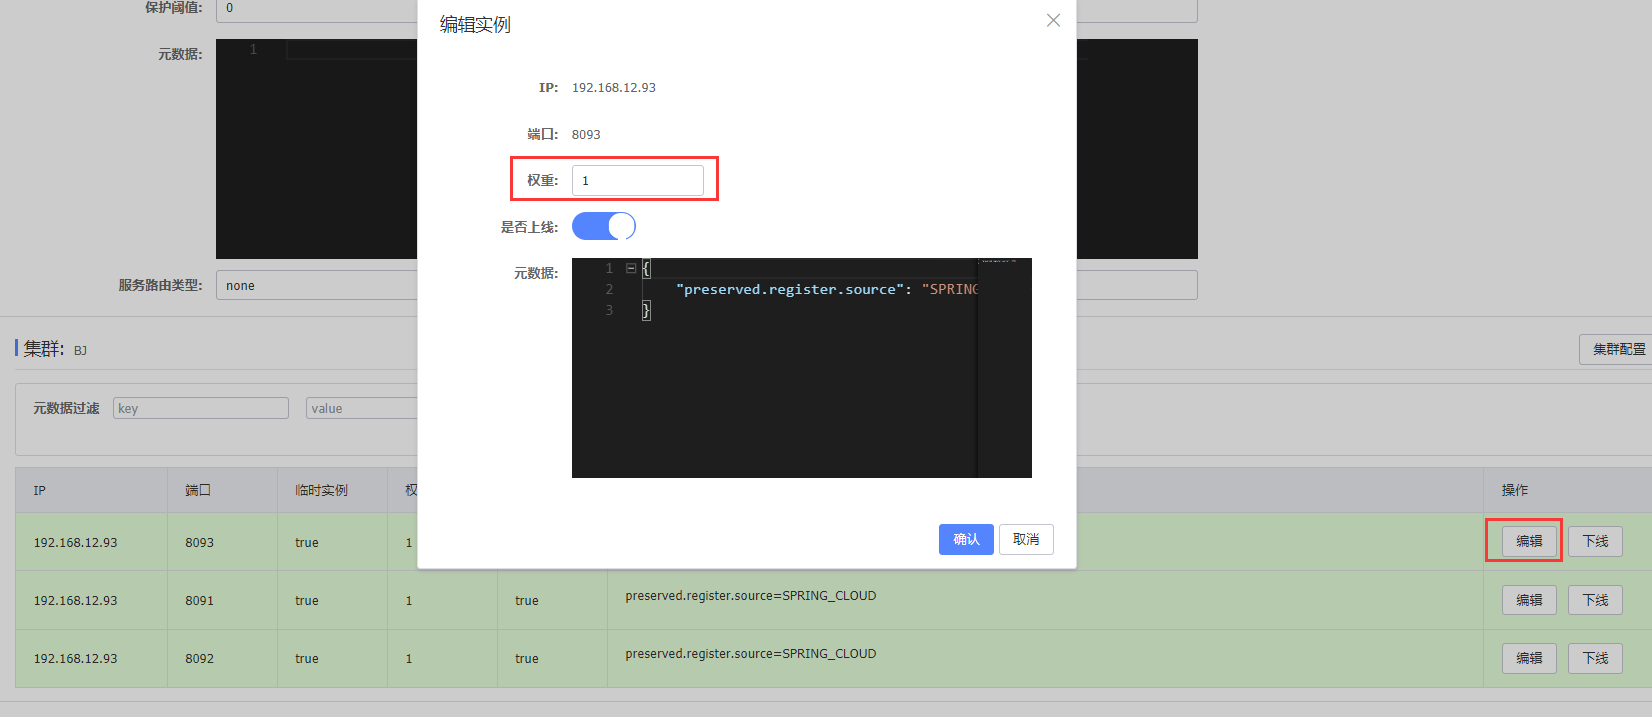 保护阈值: 0
元数据: 1
服务路由类型: none
集群: BJ
集群配置
元数据过滤 key value
IP 端口 临时实例 权 操作
192.168.12.93 8093 true 1 编辑 下线
192.168.12.93 8091 true 1 true preserved.register.source=SPRING_CLOUD 编辑 下线
192.168.12.93 8092 true 1 true preserved.register.source=SPRING_CLOUD 编辑 下线
编辑实例
IP: 192.168.12.93
端口: 8093
权重: 1
是否上线:
元数据:
1 {
2 "preserved.register.source": "SPRING
3 }
确认 取消